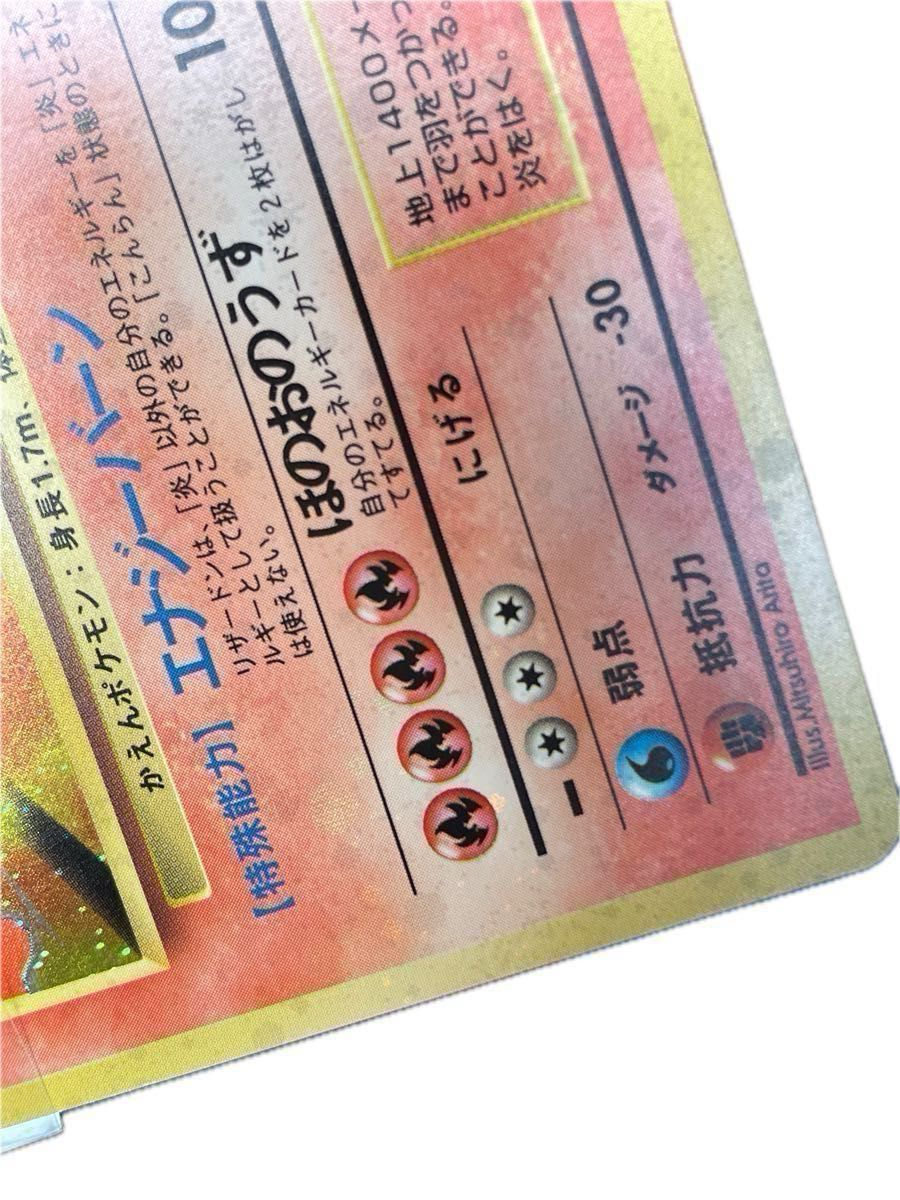 かえんポケモン：身長1.7m、
【特殊能力】エナジーバーン
リザードンは、「炎」以外の自分のエネルギーを「炎」エネ
ルギーとして扱うことができる。「こんらん」状態のときに
は使えない。
ほのおのうず 10
自分のエネルギーカードを２枚はがし
てすてる。
にげる
地上1400メー
まで羽をつかっ
ことができる。
炎をはく。
弱点
抵抗力 ダメージ -30
Illus.Mitsuhiro Arita